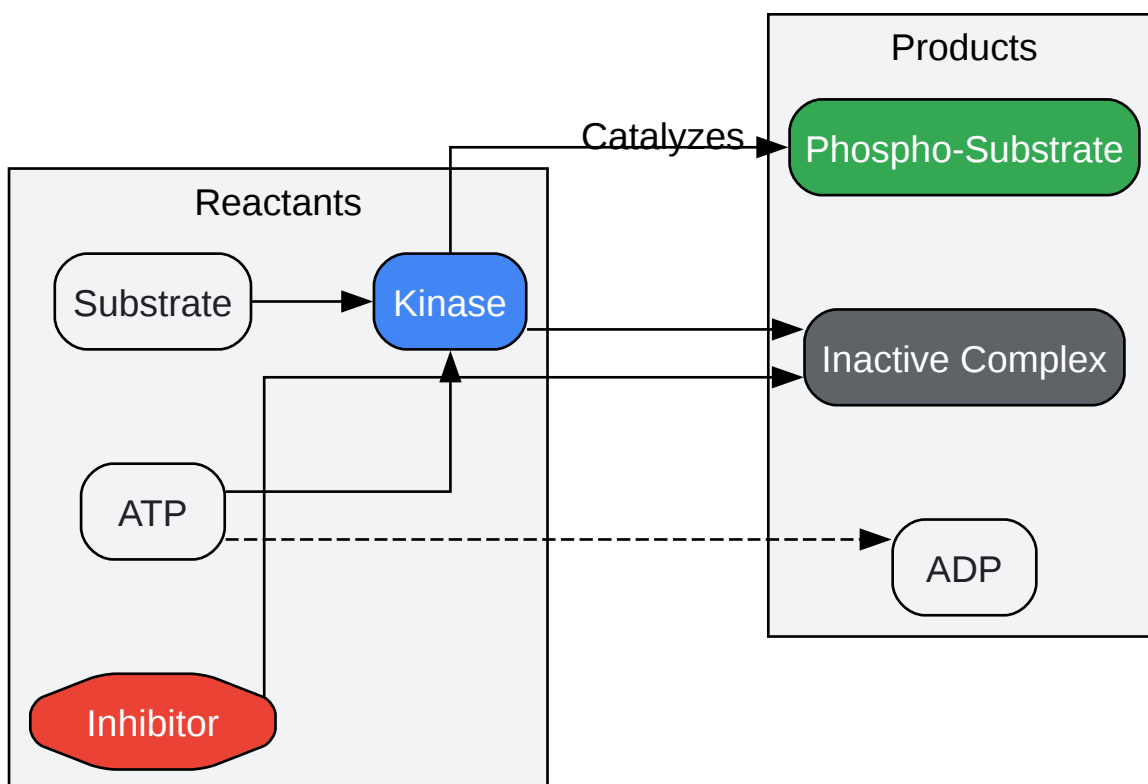 Products
Catalyzes
Phospho-Substrate
Reactants
Substrate
Kinase
Inactive Complex
ATP
ADP
Inhibitor